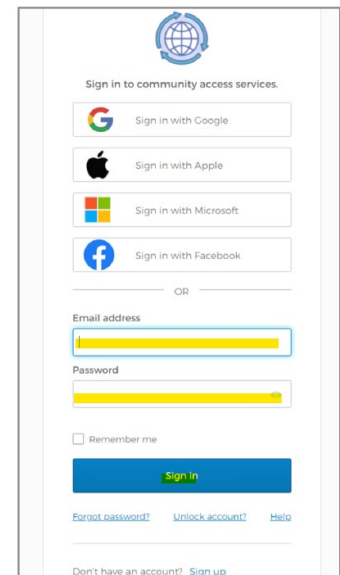 Sign in to community access services.
Sign in with Google
Sign in with Apple
Sign in with Microsoft
Sign in with Facebook
OR
Email address
Password
Remember me
Sign in
Forgot password? Unlock account? Help
Don't have an account? Sign up